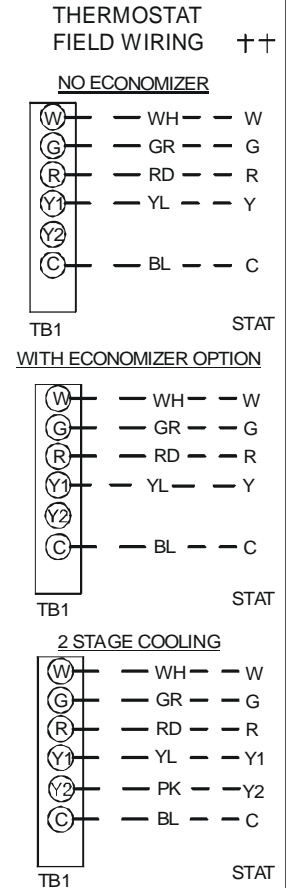 THERMOSTAT
FIELD WIRING ††
NO ECONOMIZER
W WH W
G GR G
R RD R
Y1 YL Y
Y2
C BL C
TB1 STAT
WITH ECONOMIZER OPTION
W WH W
G GR G
R RD R
Y1 YL Y
Y2
C BL C
TB1 STAT
2 STAGE COOLING
W WH W
G GR G
R RD R
Y1 YL Y1
Y2 PK Y2
C BL C
TB1 STAT